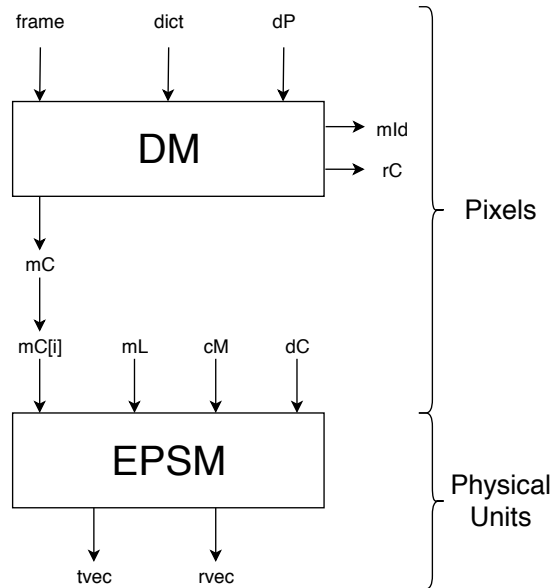 frame dict dP
DM
mId
rC
Pixels
mC
mC[i] mL cM dC
EPSM
Physical
Units
tvec rvec